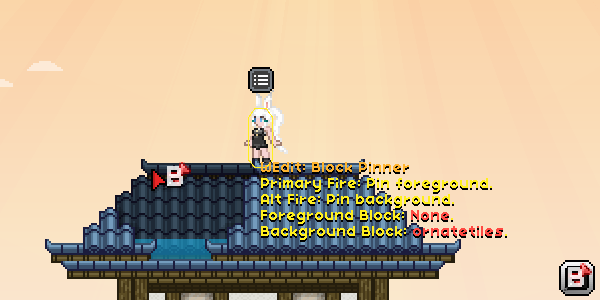 WEdit: Block Pinner
Primary Fire: Pin foreground.
Alt Fire: Pin background.
Foreground Block: None.
Background Block: ornatetiles.
B
B